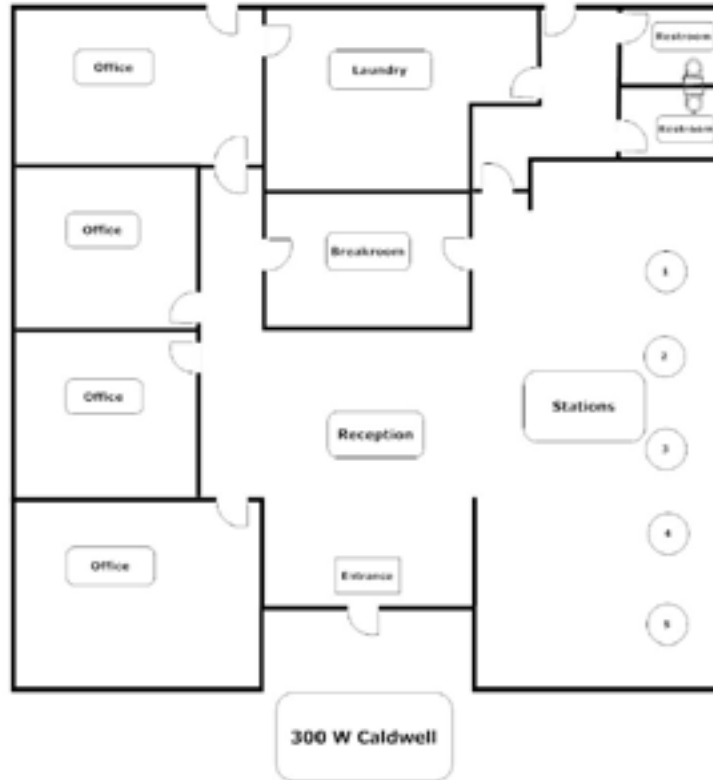 Office
Laundry
Restroom
Restroom
Office
Breakroom
1
2
Office
Stations
Reception
3
4
Office
Entrance
5
300 W Caldwell